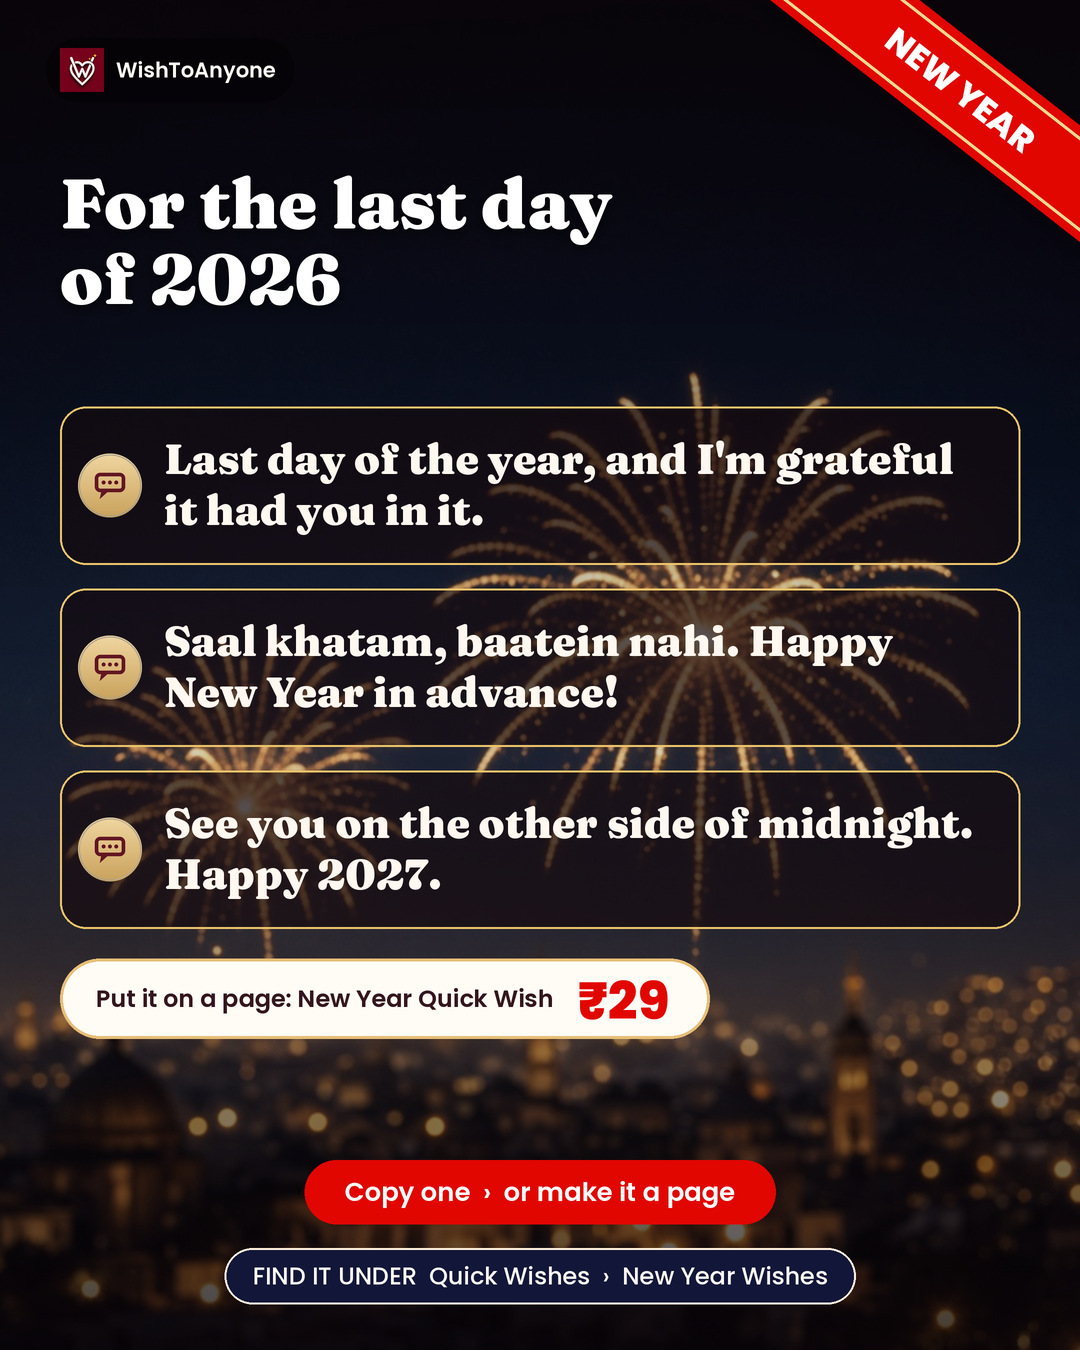 WishToAnyone
NEW YEAR
For the last day
of 2026
Last day of the year, and I'm grateful
it had you in it.
Saal khatam, baatein nahi. Happy
New Year in advance!
See you on the other side of midnight.
Happy 2027.
Put it on a page: New Year Quick Wish ₹29
Copy one › or make it a page
FIND IT UNDER Quick Wishes › New Year Wishes